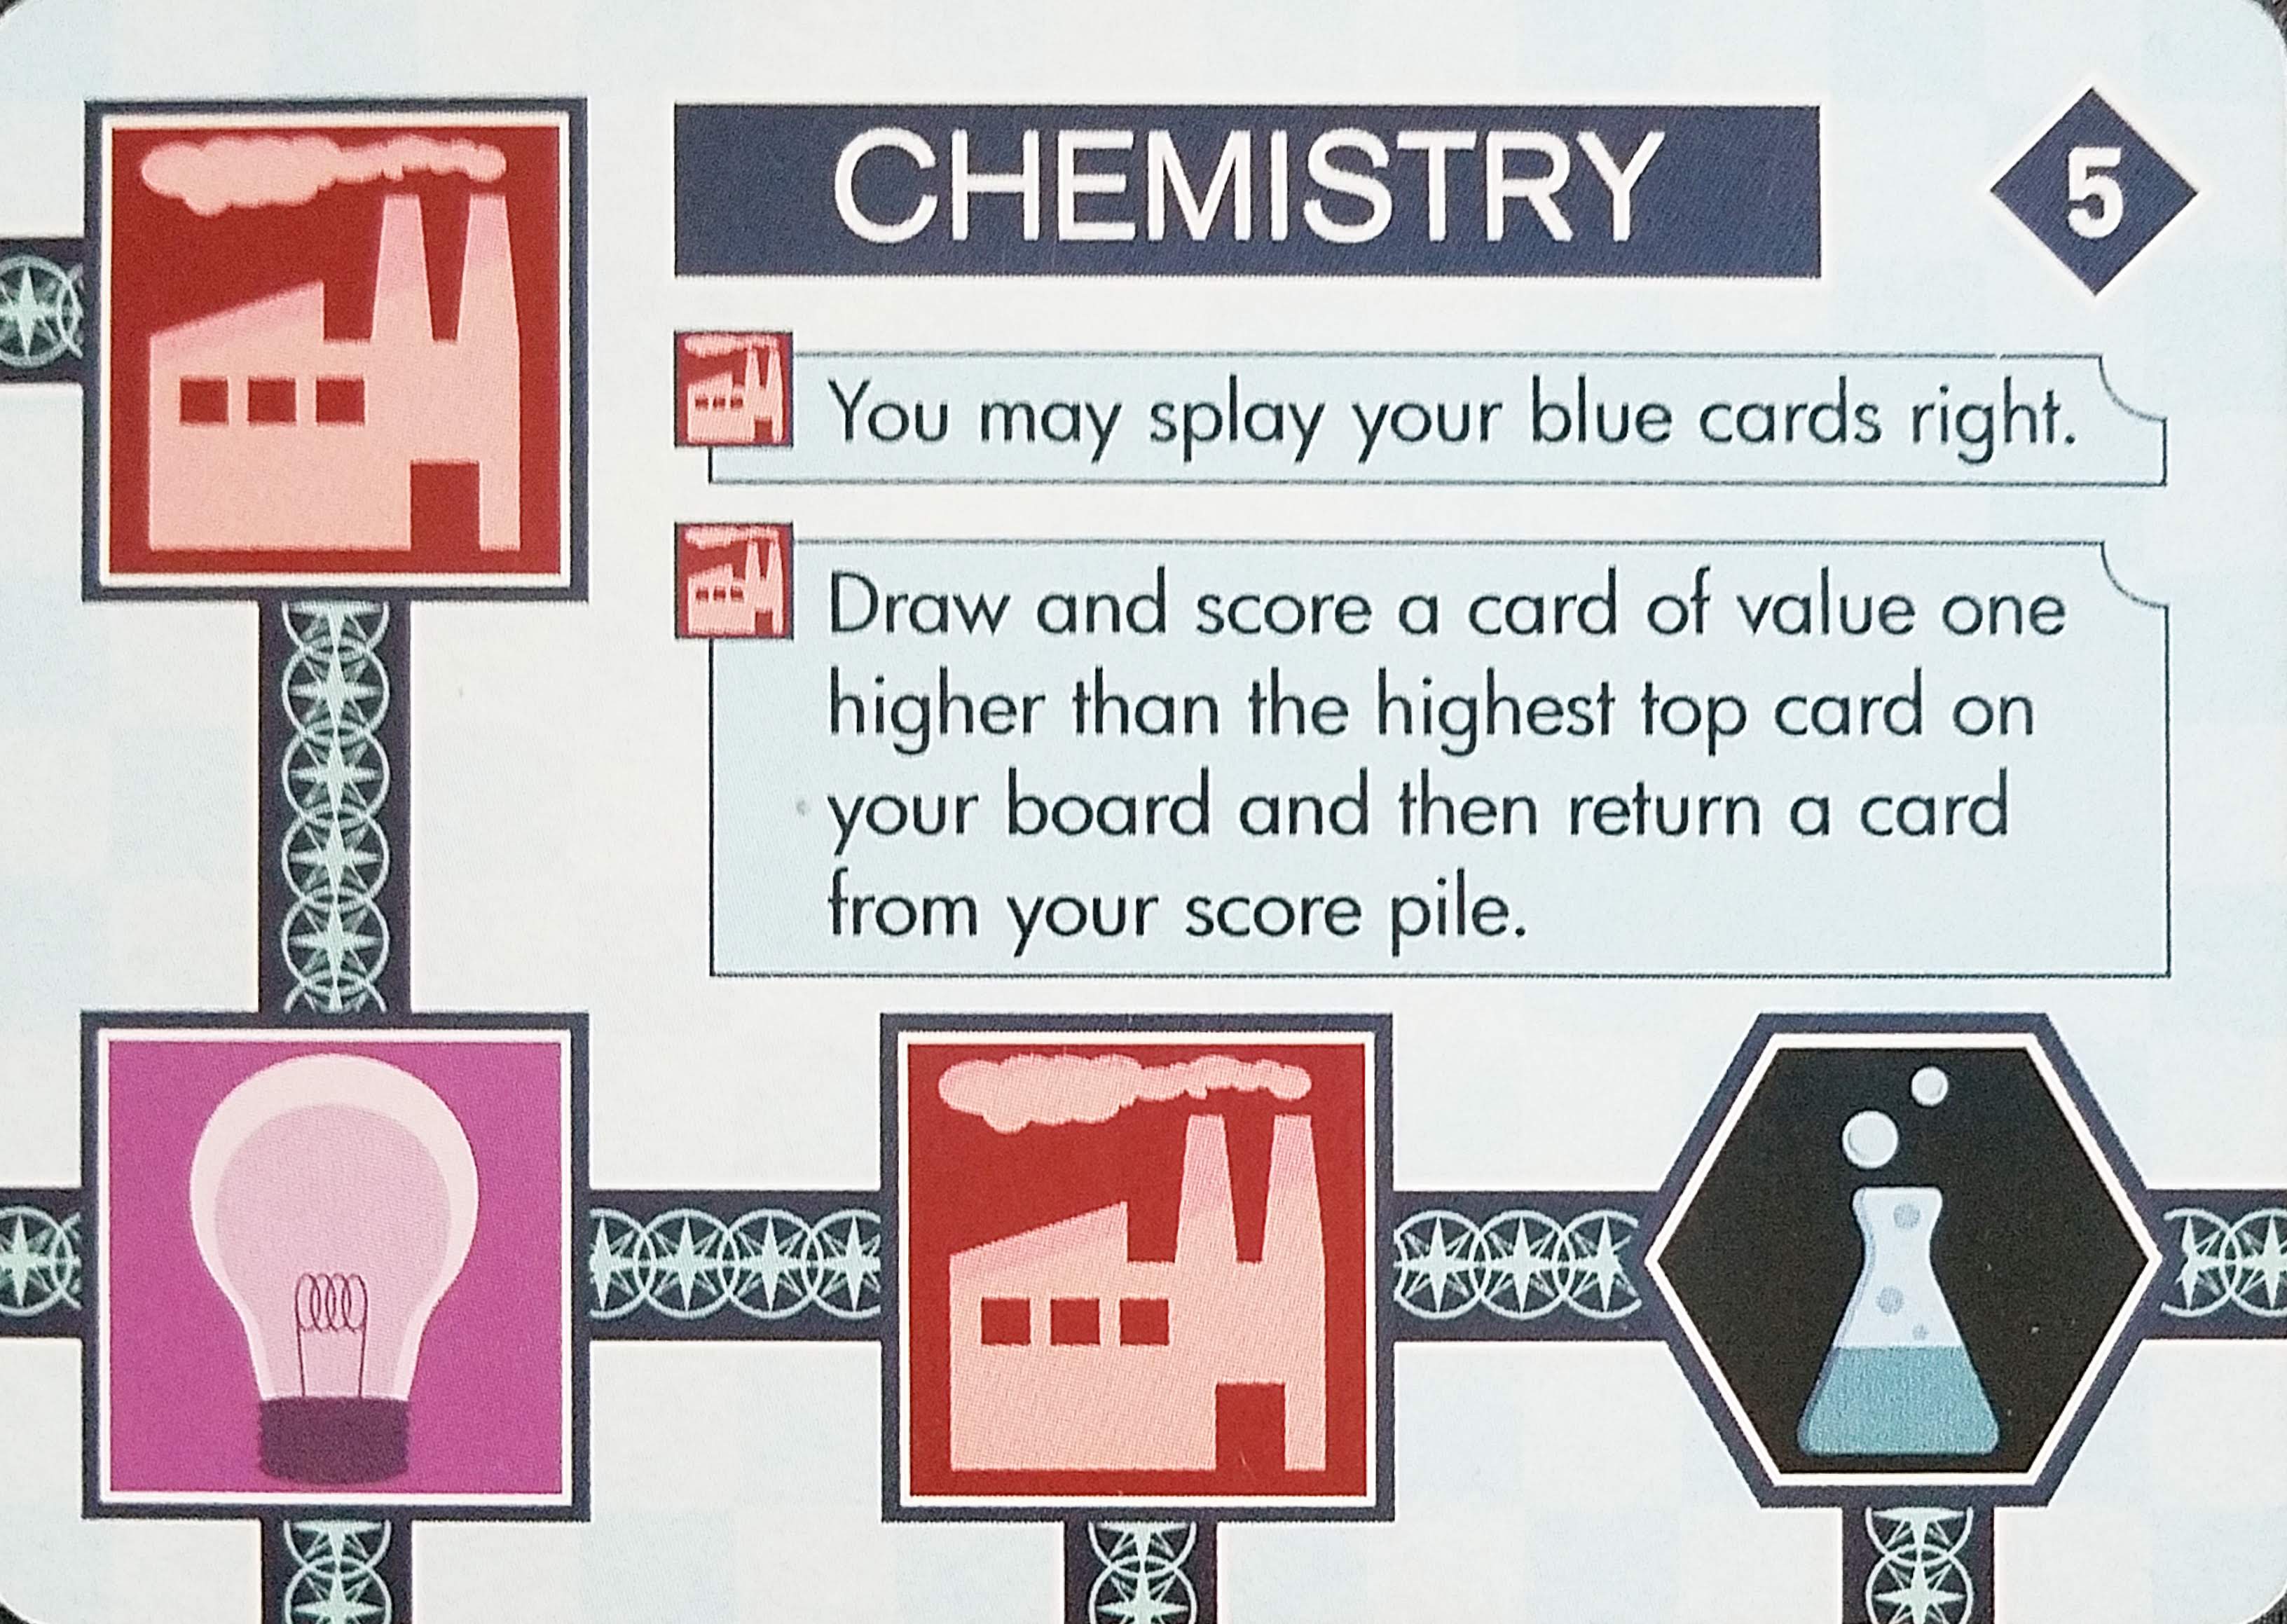 CHEMISTRY
5
You may splay your blue cards right.
Draw and score a card of value one
higher than the highest top card on
your board and then return a card
from your score pile.